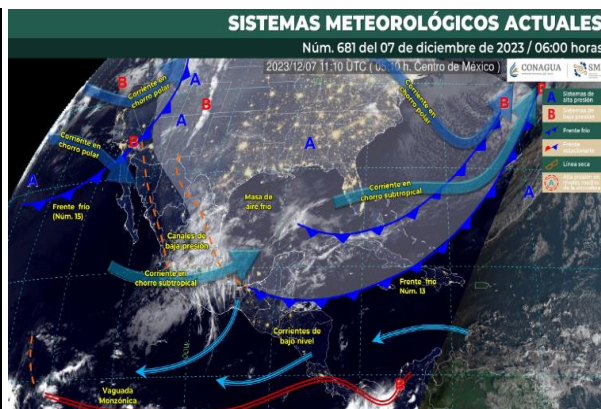 SISTEMAS METEOROLÓGICOS ACTUALES
Núm. 681 del 07 de diciembre de 2023 / 06:00 horas
2023/12/07 11:10 UTC ( 05:10 h. Centro de México )
CONAGUA
Corriente en
chorro polar
B
A
B
A
Corriente en
chorro polar
B
A
Frente frío
(Núm. 15)
Canales de
baja presión
Masa de
aire frío
A
Corriente en
chorro polar
B
Corriente en
chorro subtropical
A
Corriente en
chorro subtropical
Frente frío
Núm. 13
Corrientes de
bajo nivel
Vaguada
Monzónica
B
A
Sistemas de
alta presión
B
Sistemas de
baja presión
Frente frío
Frente
estacionario
Línea seca
A